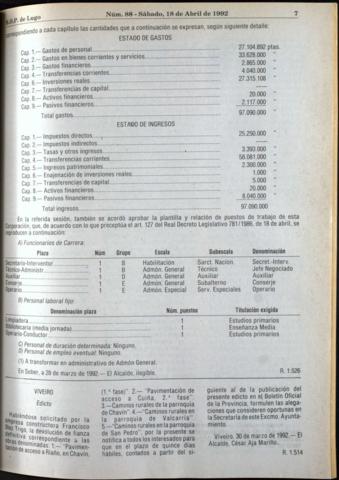 B.O.P. de Lugo Núm. 88 - Sábado, 18 de Abril de 1992 7
correspondiendo a cada capítulo las cantidades que a continuación se expresan, según siguiente detalle:
ESTADO DE GASTOS
Cap. 1.— Gastos de personal 27.104.892 ptas.
Cap. 2.— Gastos en bienes corrientes y servicios 33.628.000 "
Cap. 3.— Gastos financieros 2.865.000 "
Cap. 4.— Transferencias corrientes 4.040.000 "
Cap. 6.— Inversiones reales 27.315.108 "
Cap. 7.— Transferencias de capital —— "
Cap. 8.— Activos financieros 20.000 "
Cap. 9.— Pasivos financieros 2.117.000 "
Total gastos 97.090.000 "
ESTADO DE INGRESOS
Cap. 1.— Impuestos directos 25.250.000 "
Cap. 2.— Impuestos indirectos —— "
Cap. 3.— Tasas y otros ingresos 3.393.000 "
Cap. 4.— Transferencias corrientes 58.081.000 "
Cap. 5.— Ingresos patrimoniales 2.300.000 "
Cap. 6.— Enajenación de inversiones reales 1.000 "
Cap. 7.— Transferencias de capital 5.000 "
Cap. 8.— Activos financieros 20.000 "
Cap. 9.— Pasivos financieros 8.040.000 "
Total ingresos 97.090.000
En la referida sesión, también se acordó aprobar la plantilla y relación de puestos de trabajo de esta
Corporación, que, de acuerdo con lo que preceptúa el art. 127 del Real Decreto Legislativo 781/1986, de 18 de abril, se
reproducen a continuación:
A) Funcionarios de Carrera:
Plaza Núm Grupo Escala Subescala Denominación
Secretario-Interventor 1 B Habilitación Sarct. Nacion. Secret.-Interv.
Técnico-Administr. 1 B Admón. General Técnico Jefe Negociado
Auxiliar 1 D Admón. General Auxiliar Auxiliar
Conserje 1 E Admón. General Subalterno Conserje
Operario 1 E Admón. Especial Serv. Especiales Operario
B) Personal laboral fijo:
Denominación plaza Núm. puestos Titulación exigida
Limpiadora 1 Estudios primarios
Bibliotecaria (media jornada) 1 Enseñanza Media
Operario-Conductor 1 Estudios primarios
C) Personal de duración determinada: Ninguno.
D) Personal de empleo eventual: Ninguno.
(1) A transformar en administrativo de Admón General.
En Sober, a 26 de marzo de 1992.— El Alcalde, ilegible. R. 1.526
VIVEIRO
Edicto
Habiéndose solicitado por la
empresa constructora Francisco
Díez Trigo, la devolución de fianza
definitiva correspondiente a las
obras denominadas: 1.— "Pavimen-
tación de acceso a Riaño, en Chavín,
(1.ª fase)". 2.— "Pavimentación de
acceso a Cuiña, 2.ª fase".
3.—Caminos rurales de la parroquia
de Chavín". 4.—"Caminos rurales en
la parroquia de Valcarría".
5.—"Caminos rurales en la parroquia
de San Pedro", por la presente se
notifica a todos los interesados para
que en el plazo de quince días
hábiles, contados a partir del si-
guiente al de la publicación del
presente edicto en el Boletín Oficial
de la Provincia, formulen las alega-
ciones que consideren oportunas en
la Secretaría de este Excmo. Ayunta-
miento.
Viveiro, 30 de marzo de 1992.— El
Alcalde, César Aja Mariño.
R. 1.514